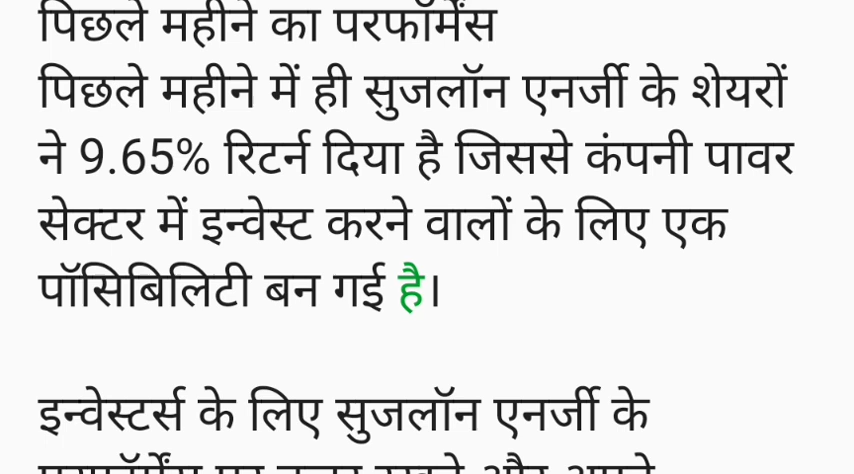 पिछले महीने का परफॉर्मेंस
पिछले महीने में ही सुजलॉन एनर्जी के शेयरों
ने 9.65% रिटर्न दिया है जिससे कंपनी पावर
सेक्टर में इन्वेस्ट करने वालों के लिए एक
पॉसिबिलिटी बन गई है।
इन्वेस्टर्स के लिए सुजलॉन एनर्जी के